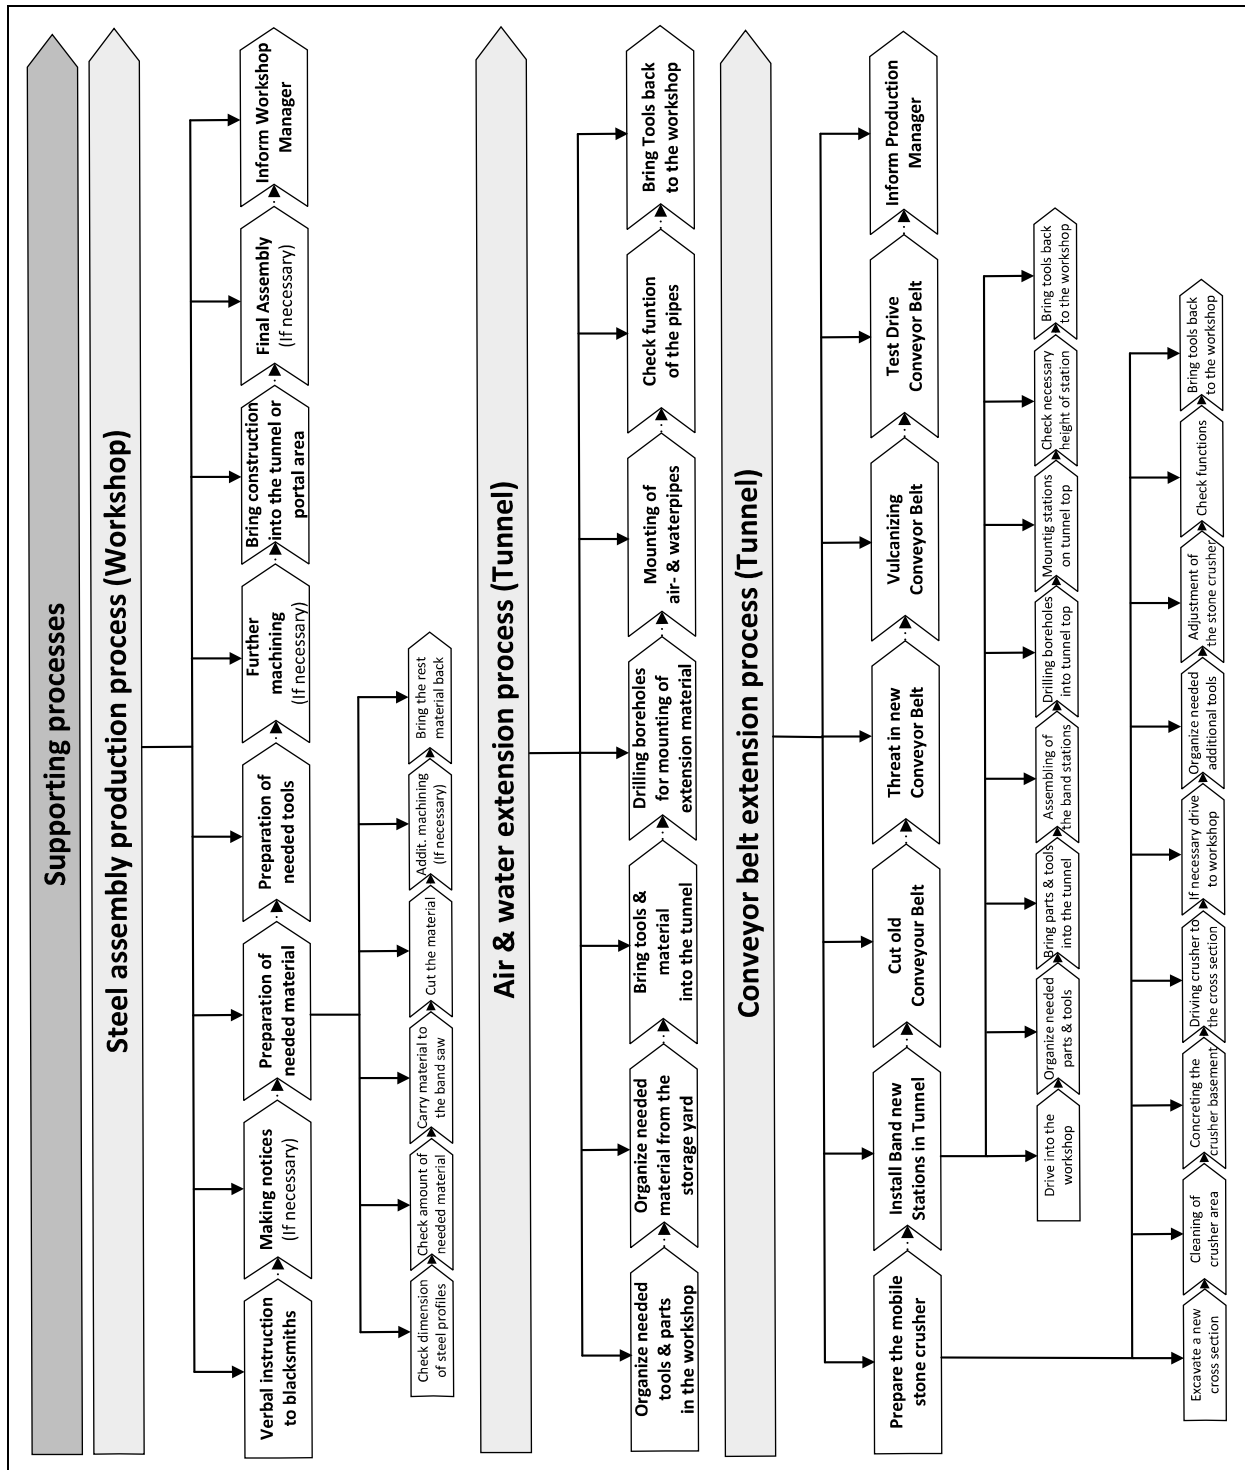 Supporting processes
Steel assembly production process (Workshop)
Verbal instruction
to blacksmiths
Making notices
(If necessary)
Preparation of
needed material
Preparation of
needed tools
Further
machining
(If necessary)
Bring construction
into the tunnel or
portal area
Final Assembly
(If necessary)
Inform Workshop
Manager
Check dimension
of steel profiles
Check amount of
needed material
Carry material to
the band saw
Cut the material
Addit. machining
(If necessary)
Bring the rest
material back
Air & water extension process (Tunnel)
Organize needed
tools & parts
in the workshop
Organize needed
material from the
storage yard
Bring tools &
material
into the tunnel
Drilling boreholes
for mounting of
extension material
Mounting of
air- & waterpipes
Check funtion
of the pipes
Bring Tools back
to the workshop
Conveyor belt extension process (Tunnel)
Prepare the mobile
stone crusher
Install Band new
Stations in Tunnel
Cut old
Conveyour Belt
Threat in new
Conveyor Belt
Vulcanizing
Conveyor Belt
Test Drive
Conveyor Belt
Inform Production
Manager
Drive into the
workshop
Organize needed
parts & tools
Bring parts & tools
into the tunnel
Assembling of
the band stations
Drilling boreholes
into tunnel top
Mountig stations
on tunnel top
Check necessary
height of station
Bring tools back
to the workshop
Excavate a new
cross section
Cleaning of
crusher area
Concreting the
crusher basement
Driving crusher to
the cross section
If necessary drive
to workshop
Organize needed
additional tools
Adjustment of
the stone crusher
Check functions
Bring tools back
to the workshop